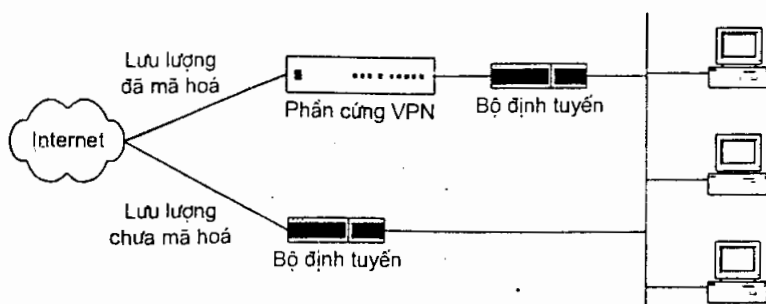 Lưu lượng
đã mã hoá
Phần cứng VPN
Bộ định tuyến
Internet
Lưu lượng
chưa mã hoá
Bộ định tuyến